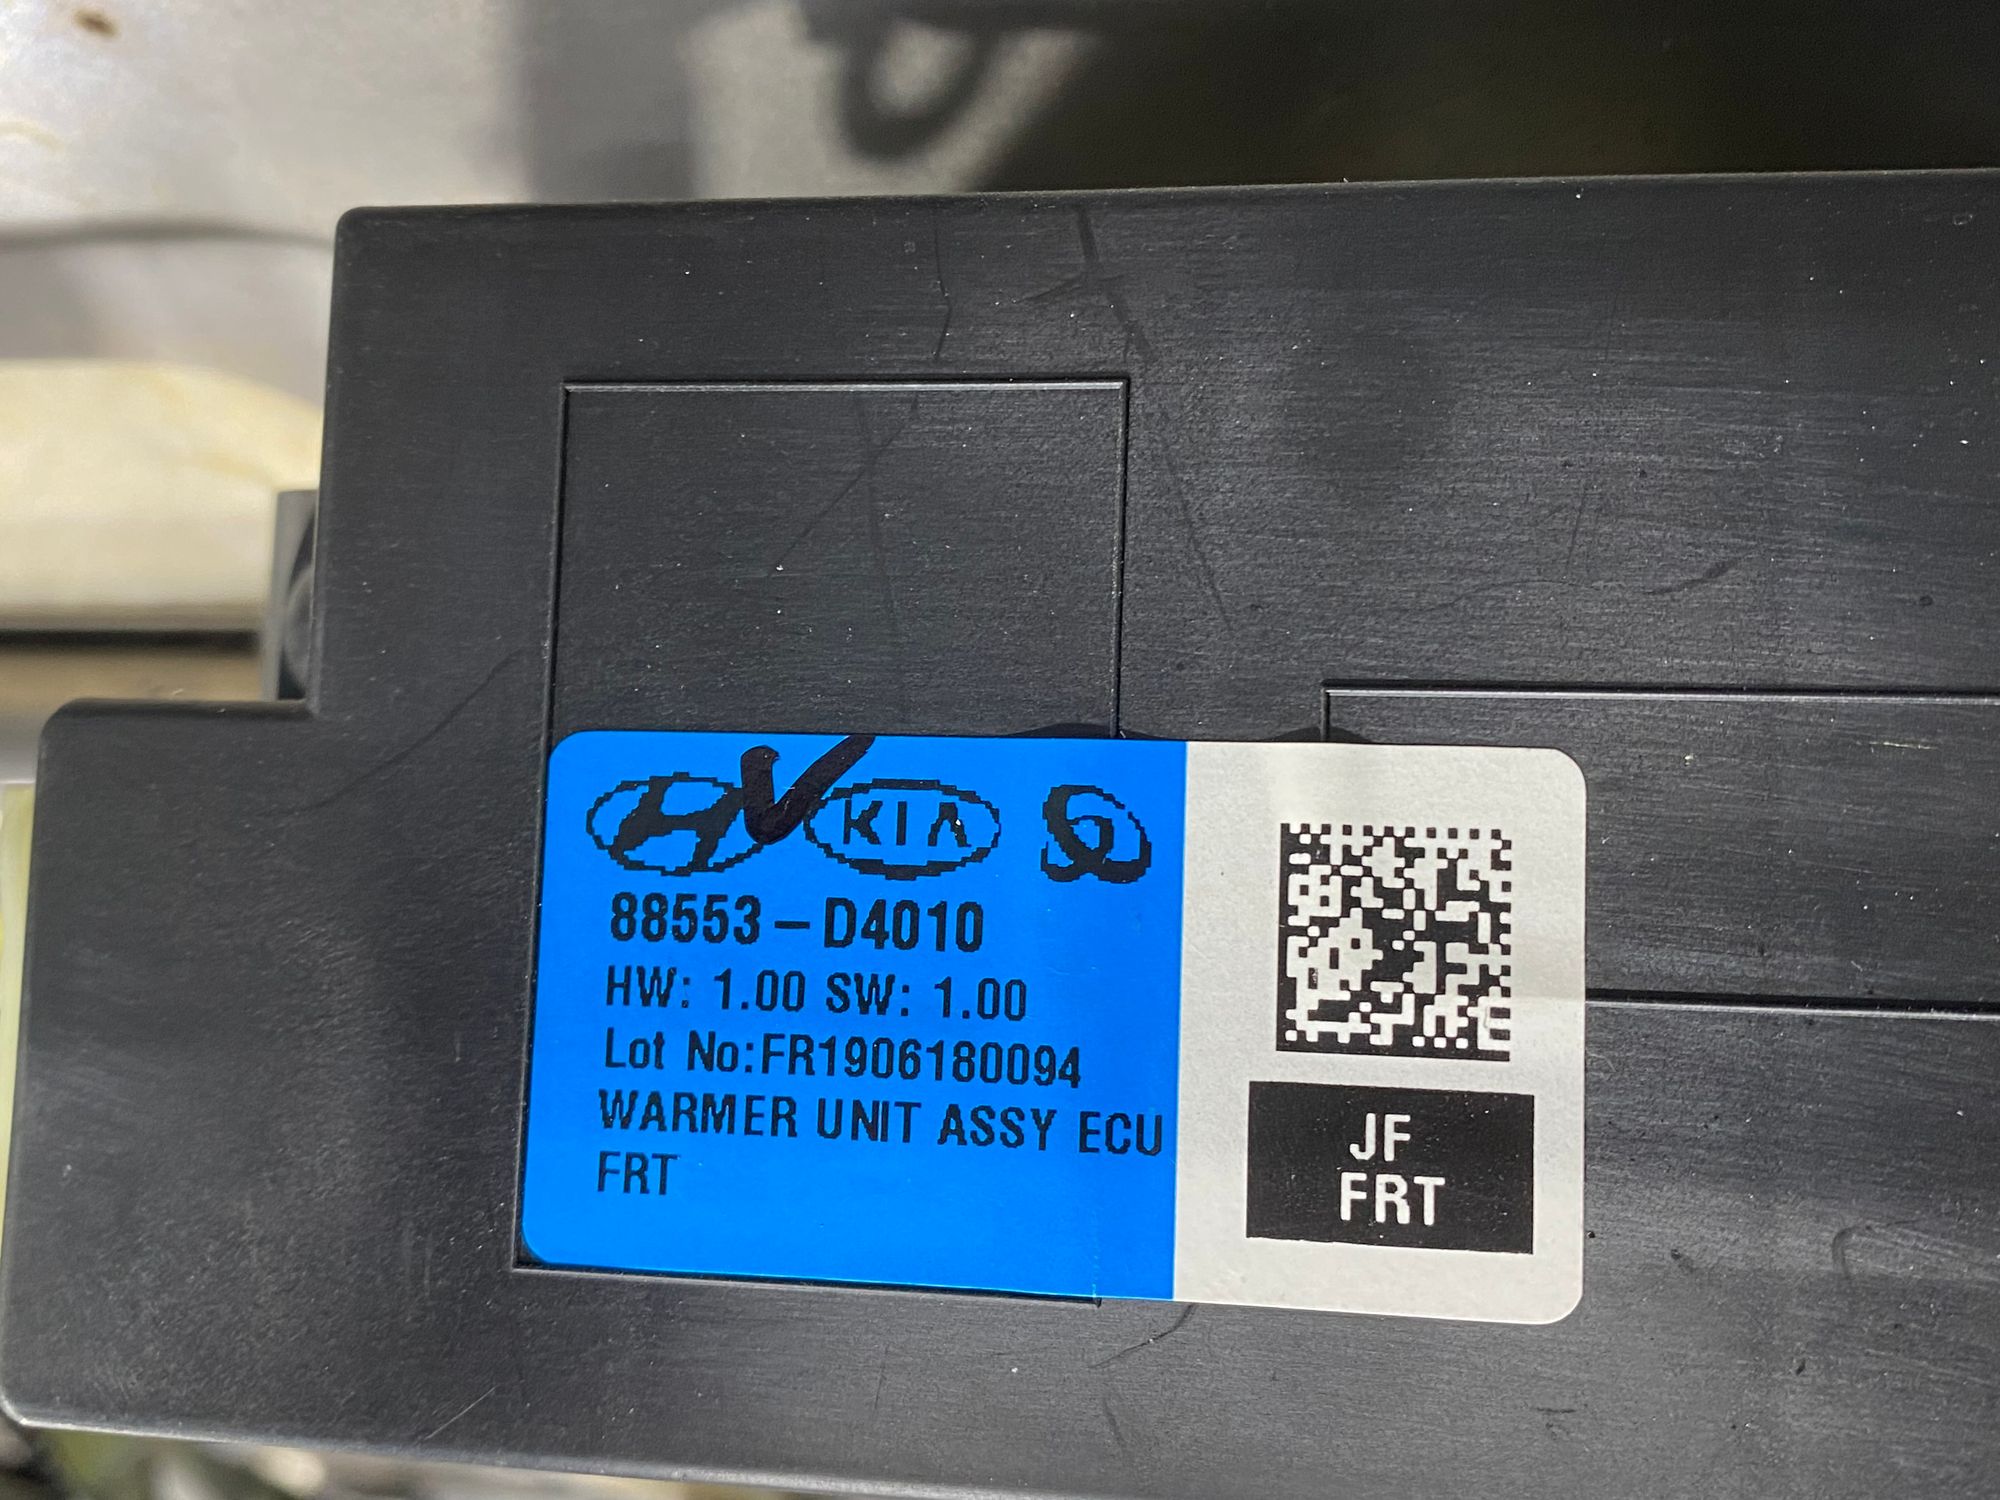 KIA
88553-D4010
HW: 1.00 SW: 1.00
Lot No:FR1906180094
WARMER UNIT ASSY ECU
FRT
JF
FRT